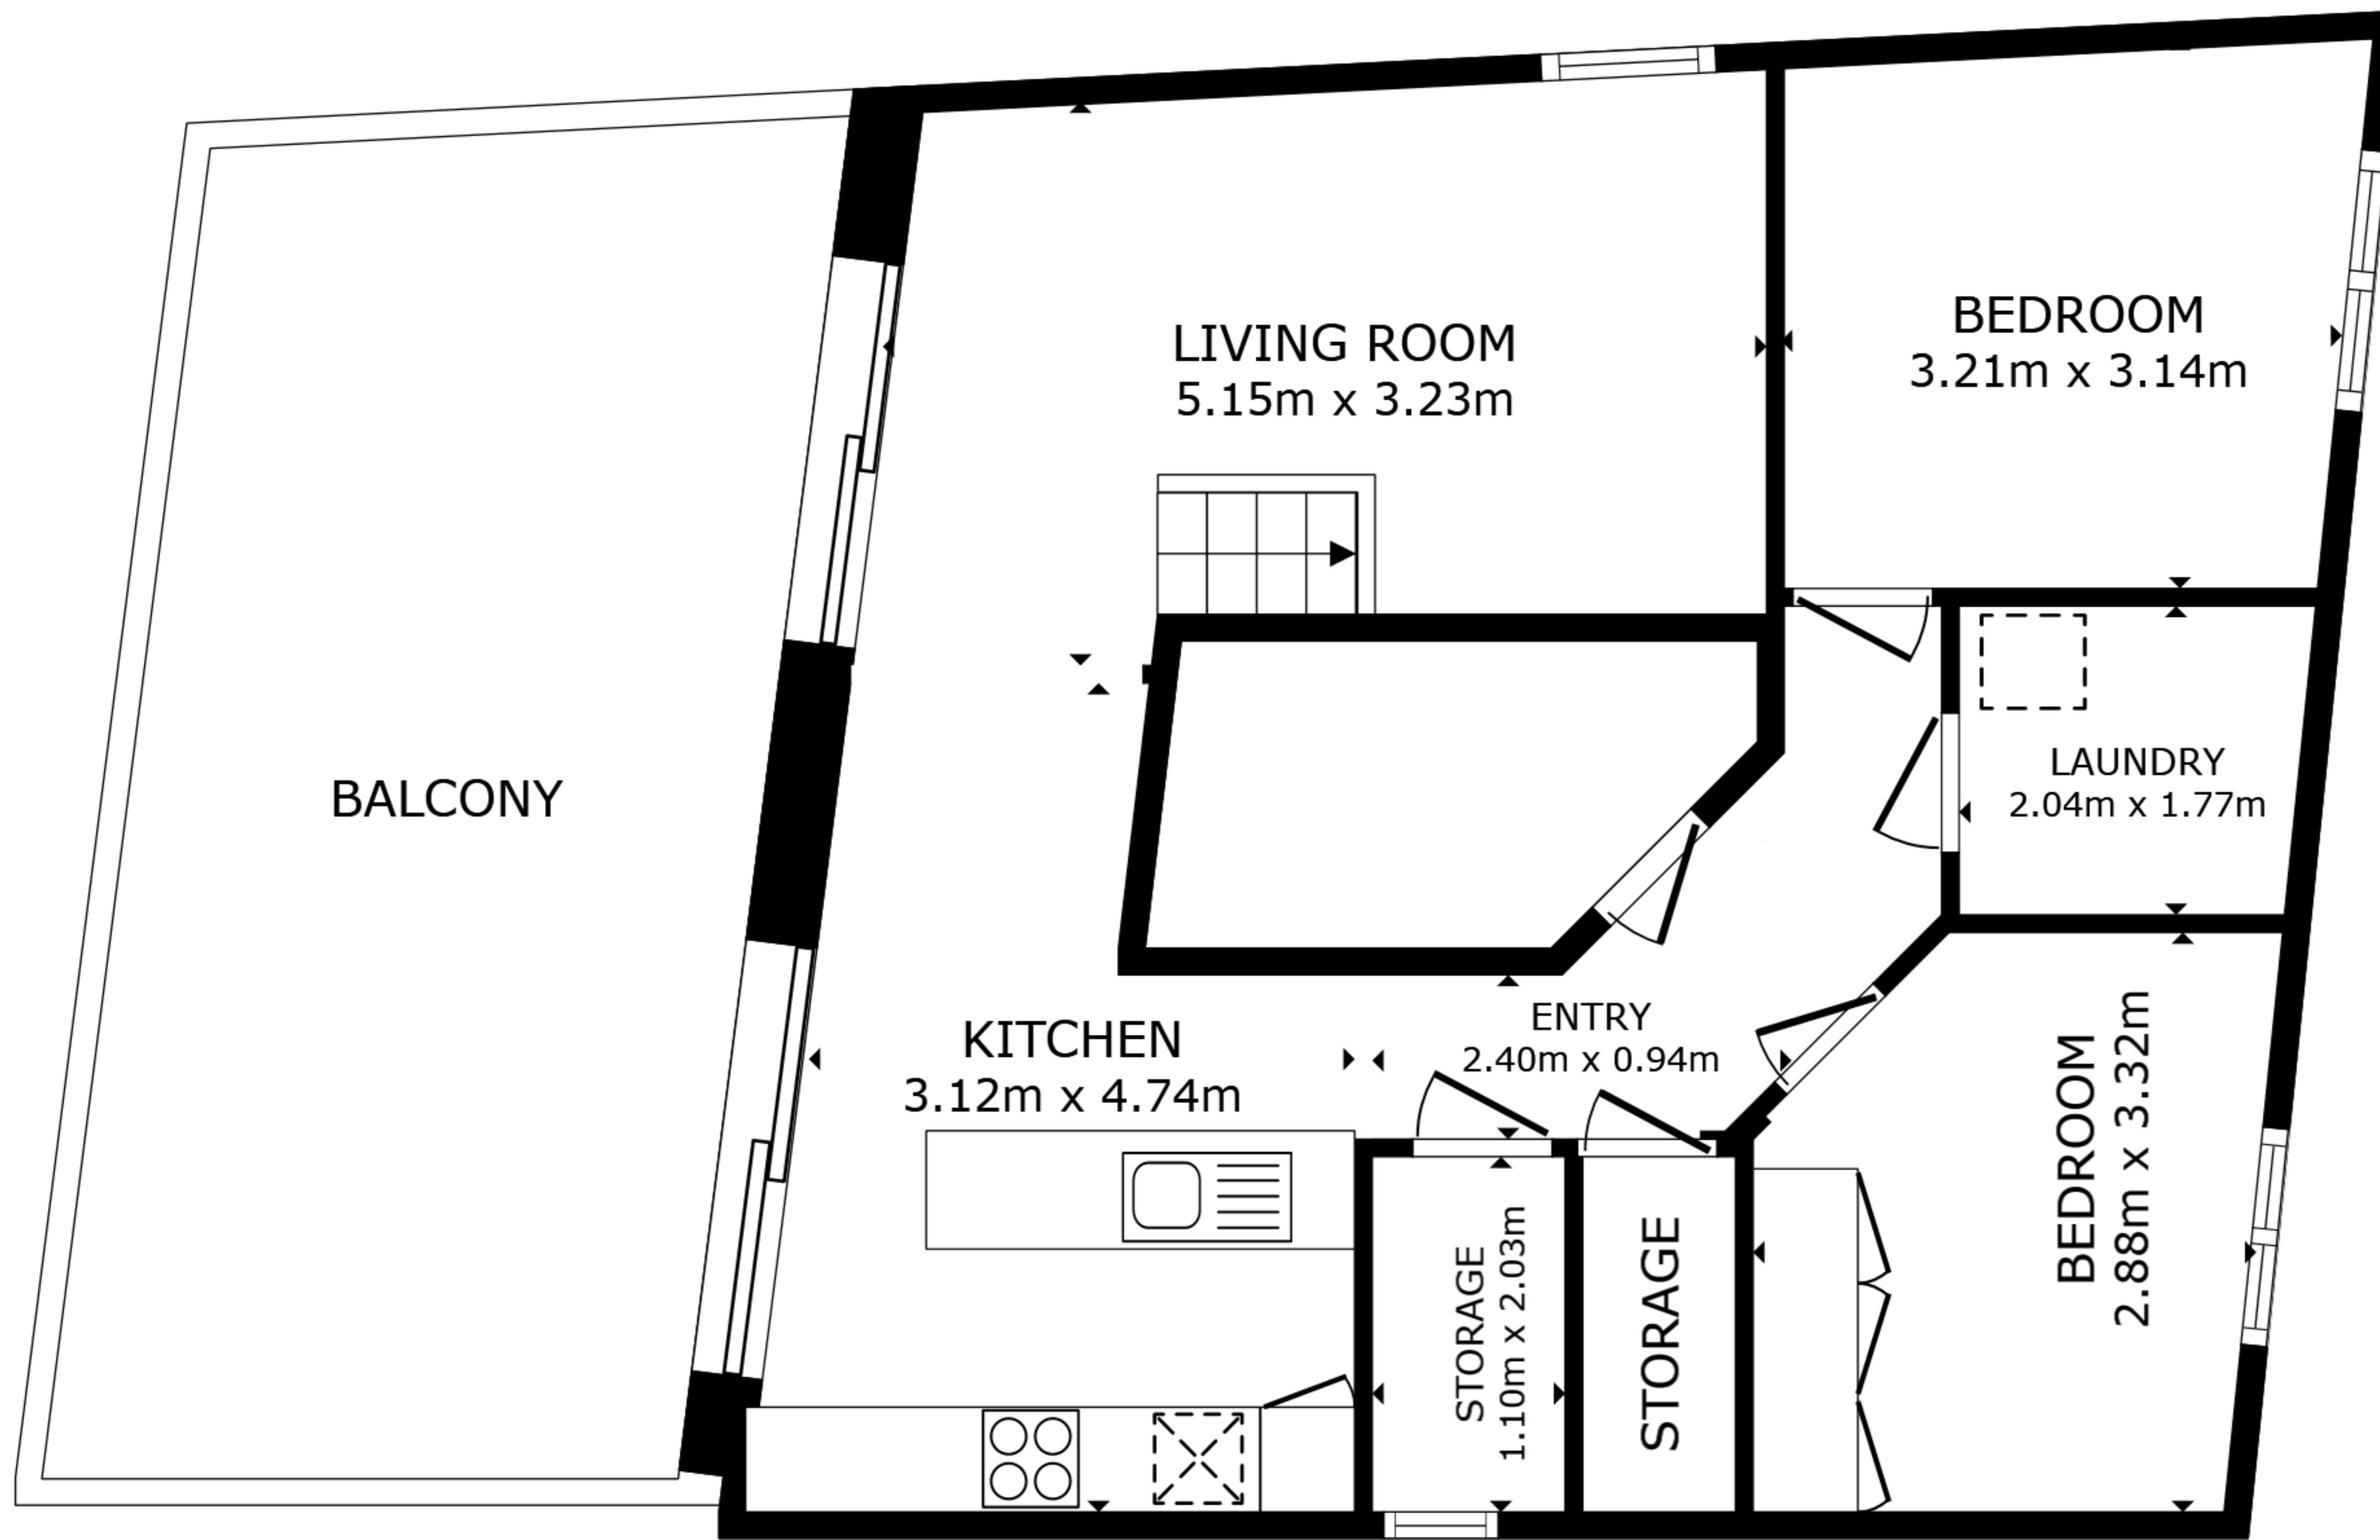 LIVING ROOM
5.15m x 3.23m
BEDROOM
3.21m x 3.14m
BALCONY
LAUNDRY
2.04m x 1.77m
KITCHEN
3.12m x 4.74m
ENTRY
2.40m x 0.94m
STORAGE
1.10m x 2.03m
STORAGE
BEDROOM
2.88m x 3.32m